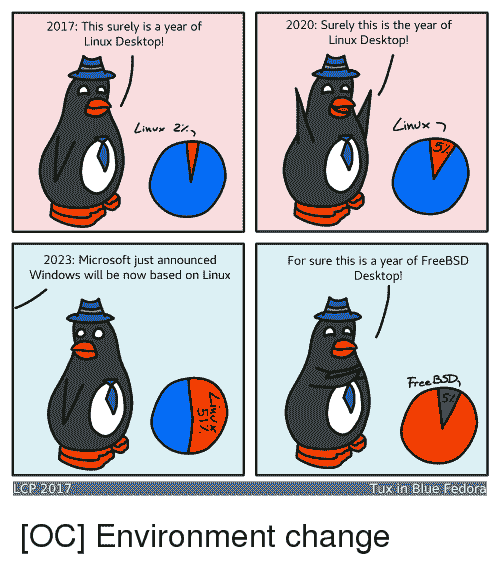 2017: This surely is a year of
Linux Desktop!
Linux 2%
2020: Surely this is the year of
Linux Desktop!
Linux
5%
2023: Microsoft just announced
Windows will be now based on Linux
Linux
51%
For sure this is a year of FreeBSD
Desktop!
Free BSD
5%
LCP 2017
Tux in Blue Fedora
[OC] Environment change